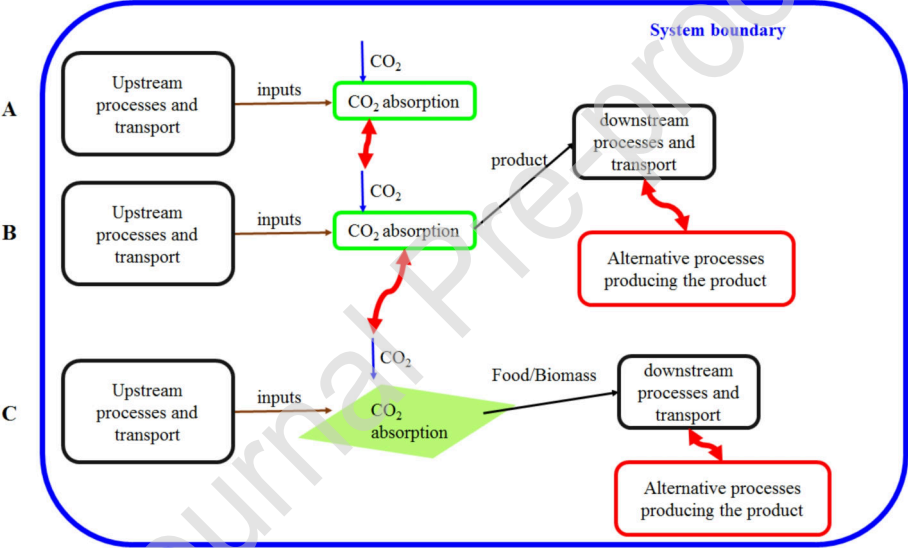 System boundary
A
Upstream
processes and
transport
inputs
CO2
CO2 absorption
B
Upstream
processes and
transport
inputs
CO2
CO2 absorption
product
downstream
processes and
transport
Alternative processes
producing the product
C
Upstream
processes and
transport
inputs
CO2
CO2
absorption
Food/Biomass
downstream
processes and
transport
Alternative processes
producing the product
Journal Pre-proo